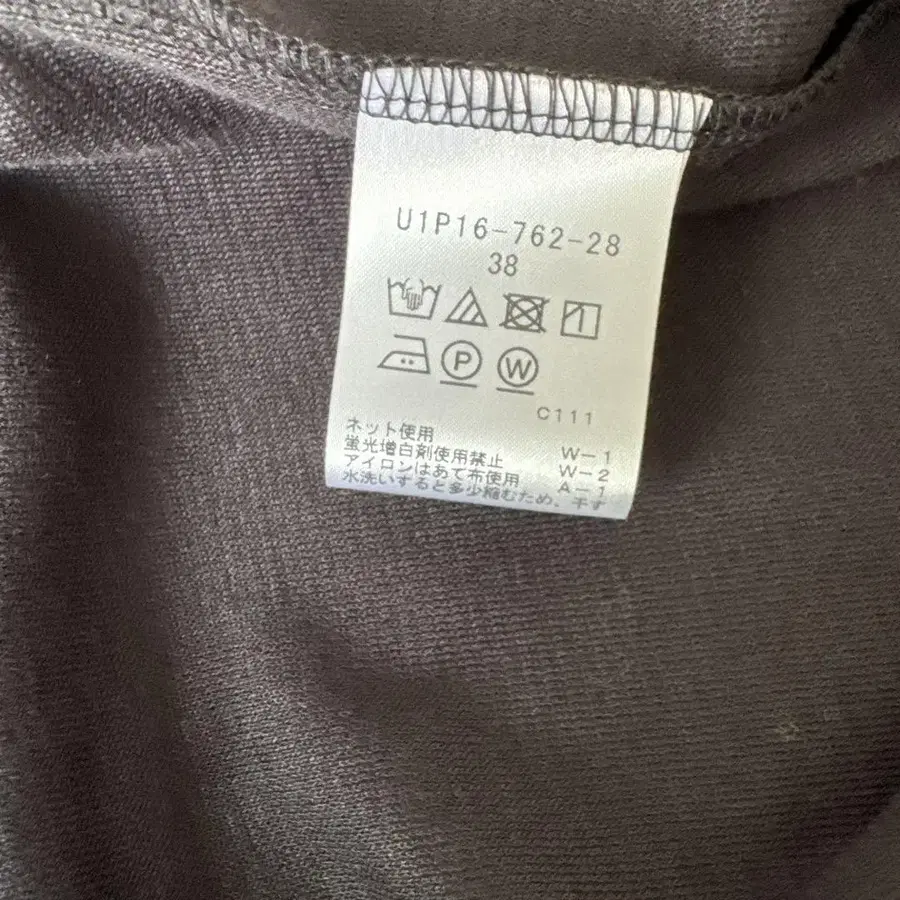 U1P16-762-28
38
P W
C111
ネット使用 W-1
蛍光増白剤使用禁止 W-2
アイロンはあて布使用 A-1
水洗いすると多少縮むため、干す